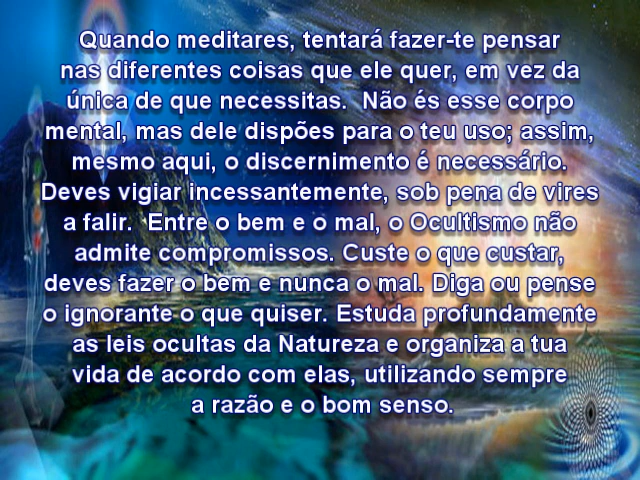 Quando meditares, tentará fazer-te pensar
nas diferentes coisas que ele quer, em vez da
única de que necessitas.  Não és esse corpo
mental, mas dele dispões para o teu uso; assim,
mesmo aqui, o discernimento é necessário.
Deves vigiar incessantemente, sob pena de vires
a falir.  Entre o bem e o mal, o Ocultismo não
admite compromissos. Custe o que custar,
deves fazer o bem e nunca o mal. Diga ou pense
o ignorante o que quiser. Estuda profundamente
as leis ocultas da Natureza e organiza a tua
vida de acordo com elas, utilizando sempre
a razão e o bom senso.